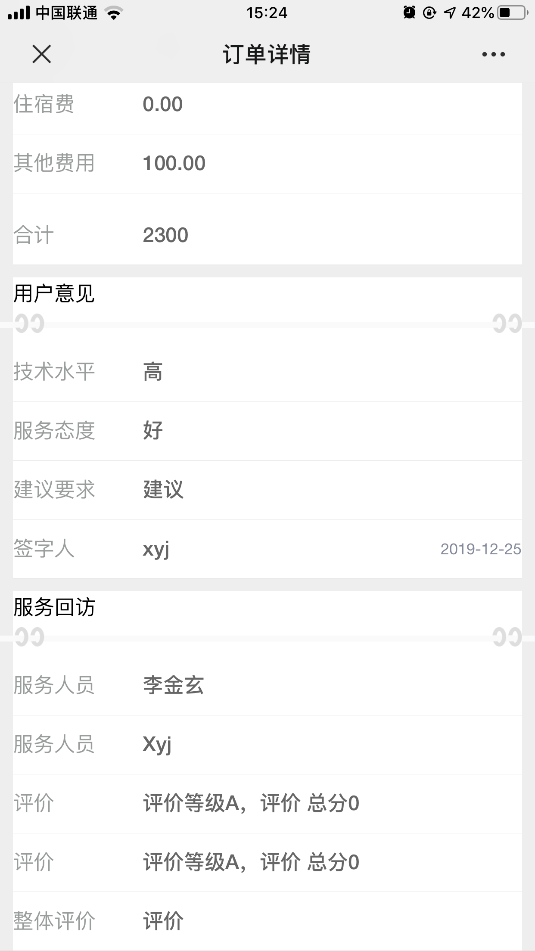 中国联通 15:24 42%
订单详情
住宿费 0.00
其他费用 100.00
合计 2300
用户意见
技术水平 高
服务态度 好
建议要求 建议
签字人 xyj 2019-12-25
服务回访
服务人员 李金玄
服务人员 Xyj
评价 评价等级A，评价 总分0
评价 评价等级A，评价 总分0
整体评价 评价